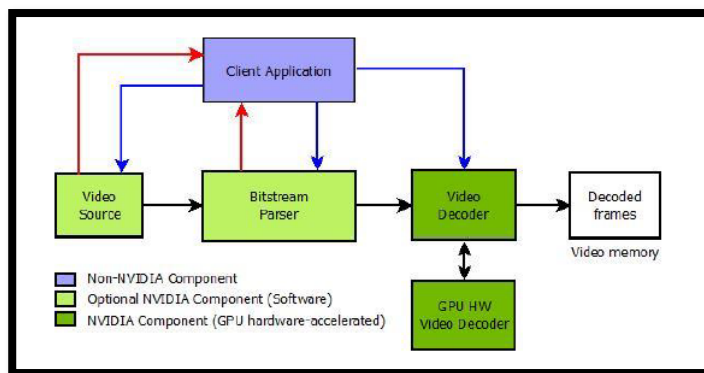 Client Application
Video
Source
Bitstream
Parser
Video
Decoder
Decoded
frames
Video memory
Non-NVIDIA Component
Optional NVIDIA Component (Software)
NVIDIA Component (GPU hardware-accelerated)
GPU HW
Video Decoder